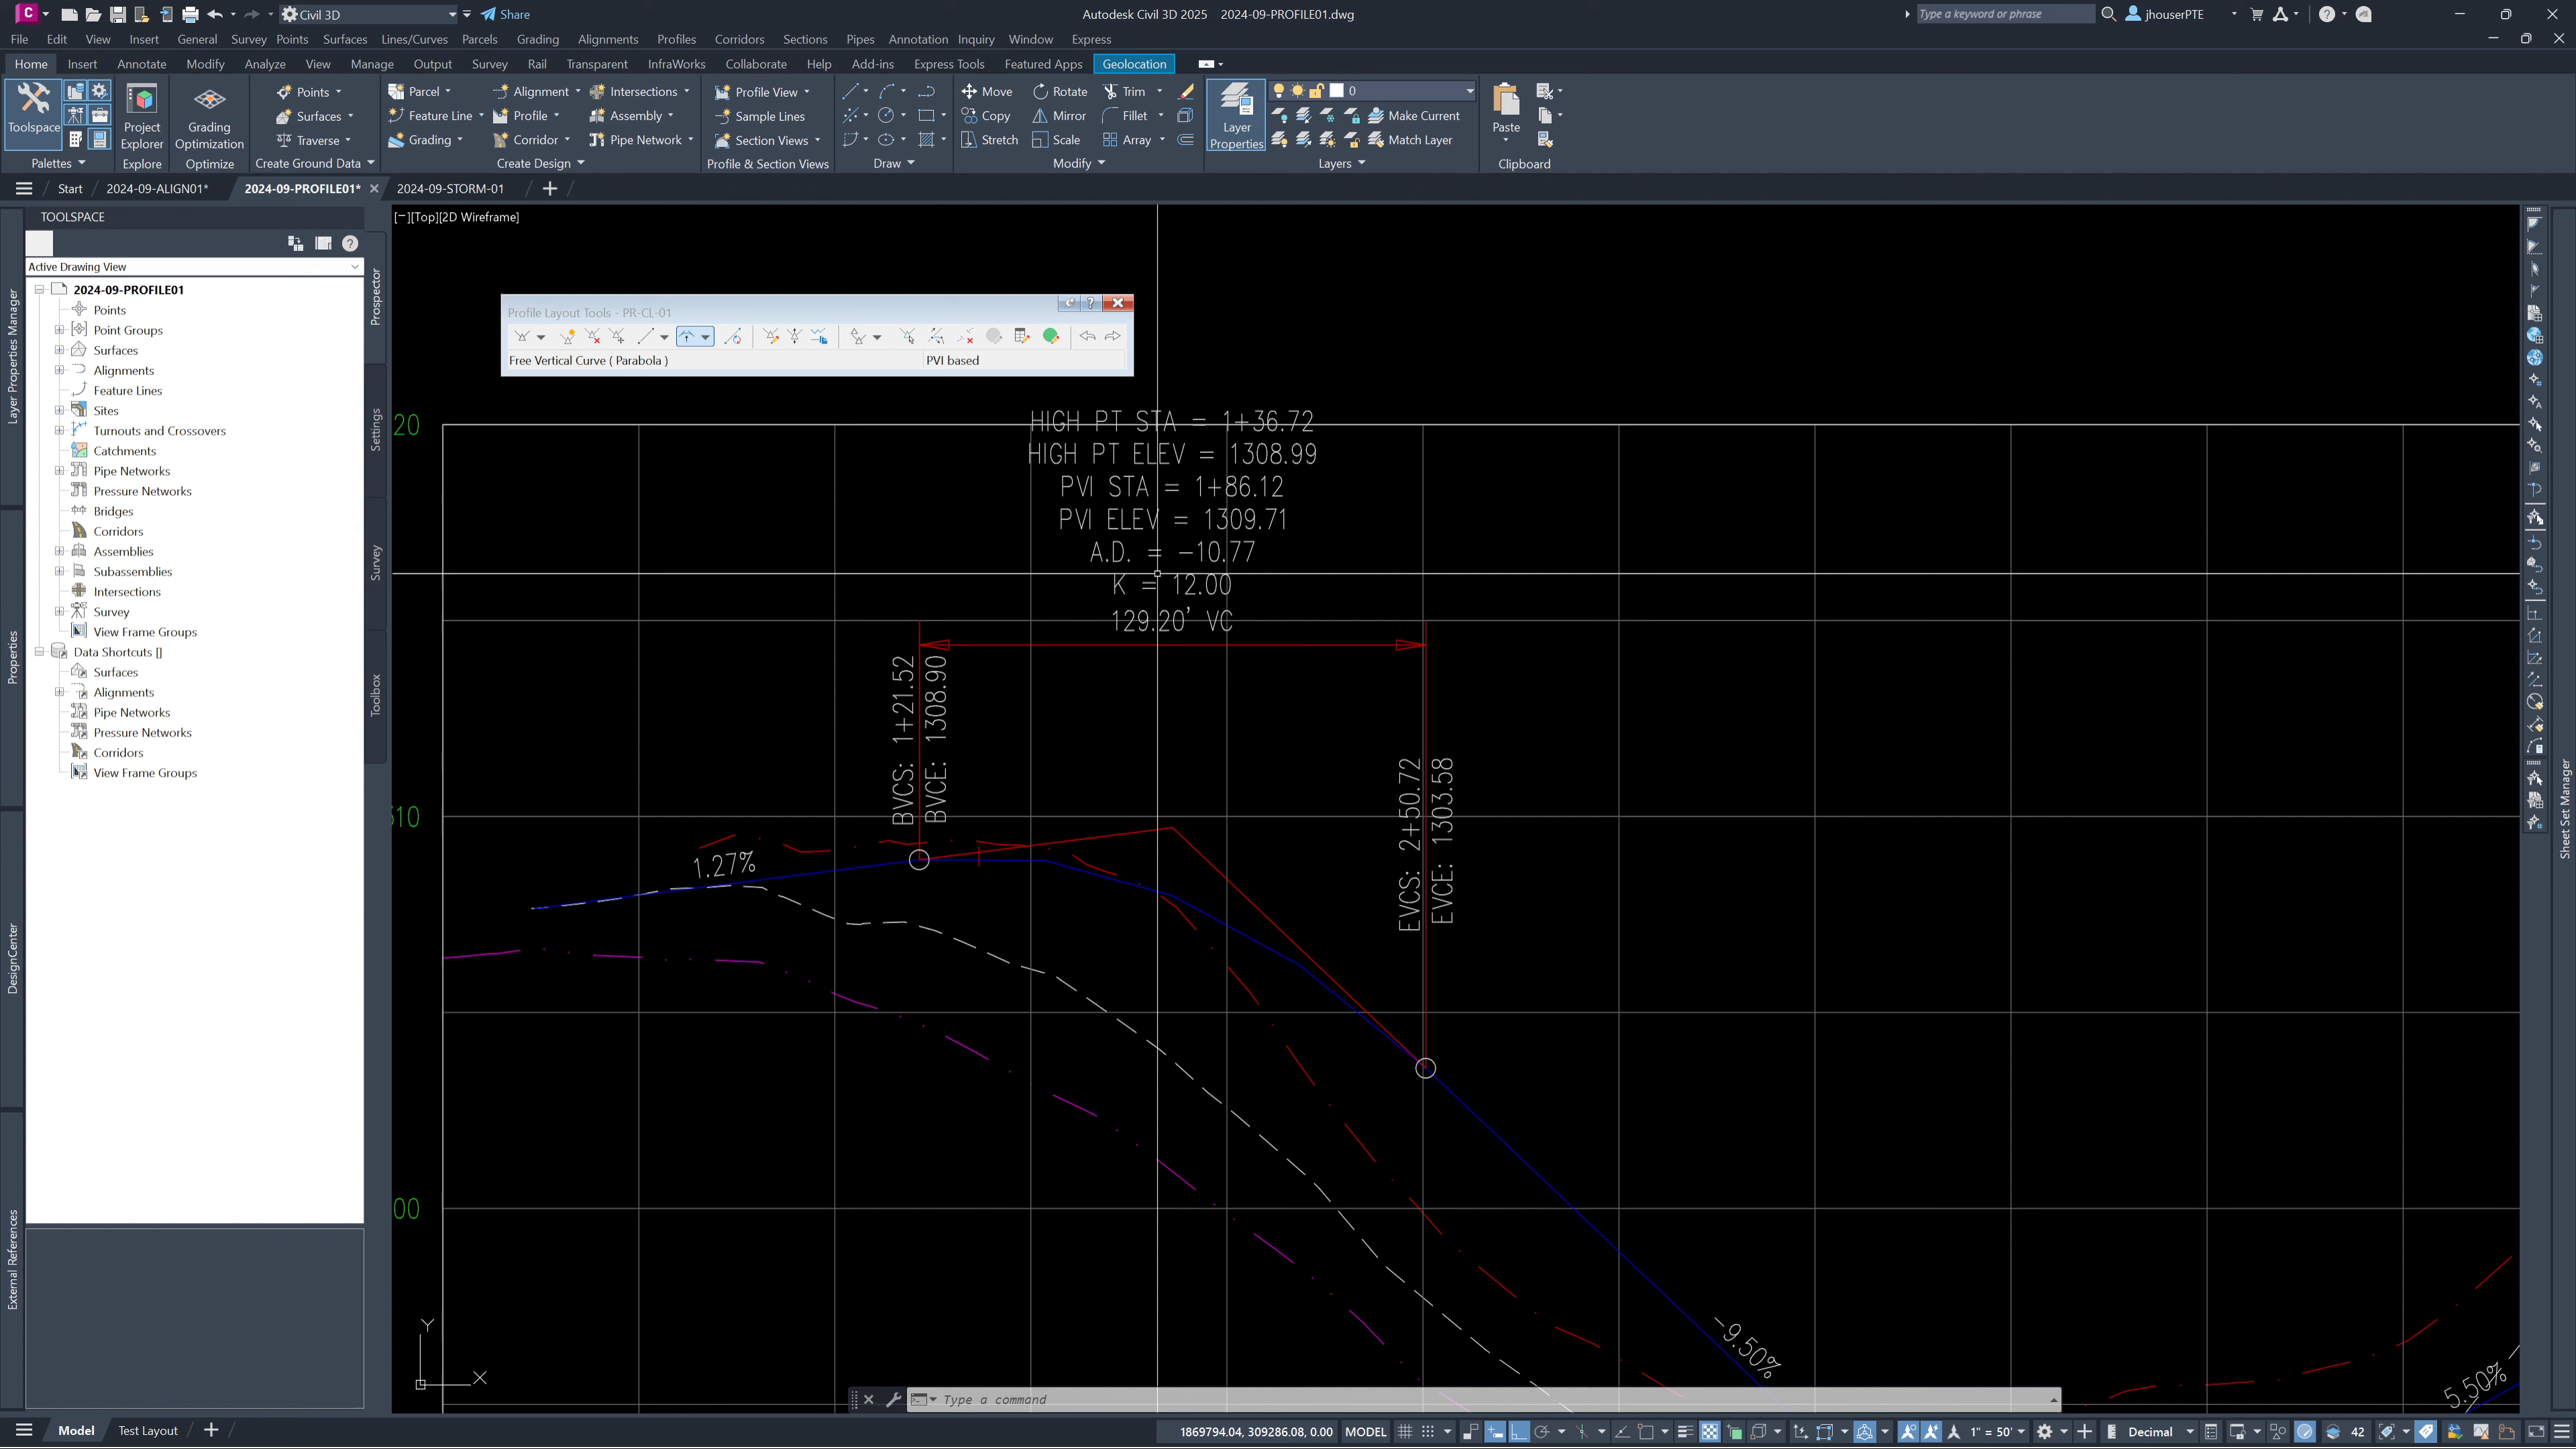 Civil 3D
Share
Autodesk Civil 3D 2025 2024-09-PROFILE01.dwg
Type a keyword or phrase
jhouserPTE
File Edit View Insert General Survey Points Surfaces Lines/Curves Parcels Grading Alignments Profiles Corridors Sections Pipes Annotation Inquiry Window Express
Home Insert Annotate Modify Analyze View Manage Output Survey Rail Transparent InfraWorks Collaborate Help Add-ins Express Tools Featured Apps Geolocation
Toolspace
Palettes
Project Explorer
Explore
Grading Optimization
Optimize
Points
Surfaces
Traverse
Create Ground Data
Parcel
Feature Line
Grading
Alignment
Profile
Corridor
Intersections
Assembly
Pipe Network
Create Design
Profile View
Sample Lines
Section Views
Profile & Section Views
Draw
Move
Copy
Stretch
Rotate
Mirror
Scale
Trim
Fillet
Array
Modify
Layer Properties
0
Make Current
Match Layer
Layers
Paste
Clipboard
Start
2024-09-ALIGN01*
2024-09-PROFILE01*
2024-09-STORM-01
TOOLSPACE
Active Drawing View
2024-09-PROFILE01
Points
Point Groups
Surfaces
Alignments
Feature Lines
Sites
Turnouts and Crossovers
Catchments
Pipe Networks
Pressure Networks
Bridges
Corridors
Assemblies
Subassemblies
Intersections
Survey
View Frame Groups
Data Shortcuts []
Surfaces
Alignments
Pipe Networks
Pressure Networks
Corridors
View Frame Groups
Prospector
Settings
Survey
Toolbox
Layer Properties Manager
Properties
DesignCenter
External References
Sheet Set Manager
[−][Top][2D Wireframe]
Profile Layout Tools - PR-CL-01
Free Vertical Curve ( Parabola )
PVI based
HIGH PT STA = 1+36.72
HIGH PT ELEV = 1308.99
PVI STA = 1+86.12
PVI ELEV = 1309.71
A.D. = −10.77
K = 12.00
129.20' VC
BVCS: 1+21.52
BVCE: 1308.90
EVCS: 2+50.72
EVCE: 1303.58
20
10
00
1.27%
−9.50%
5.50%
Y
X
Type a command
Model
Test Layout
1869794.04, 309286.08, 0.00
MODEL
1" = 50'
Decimal
42